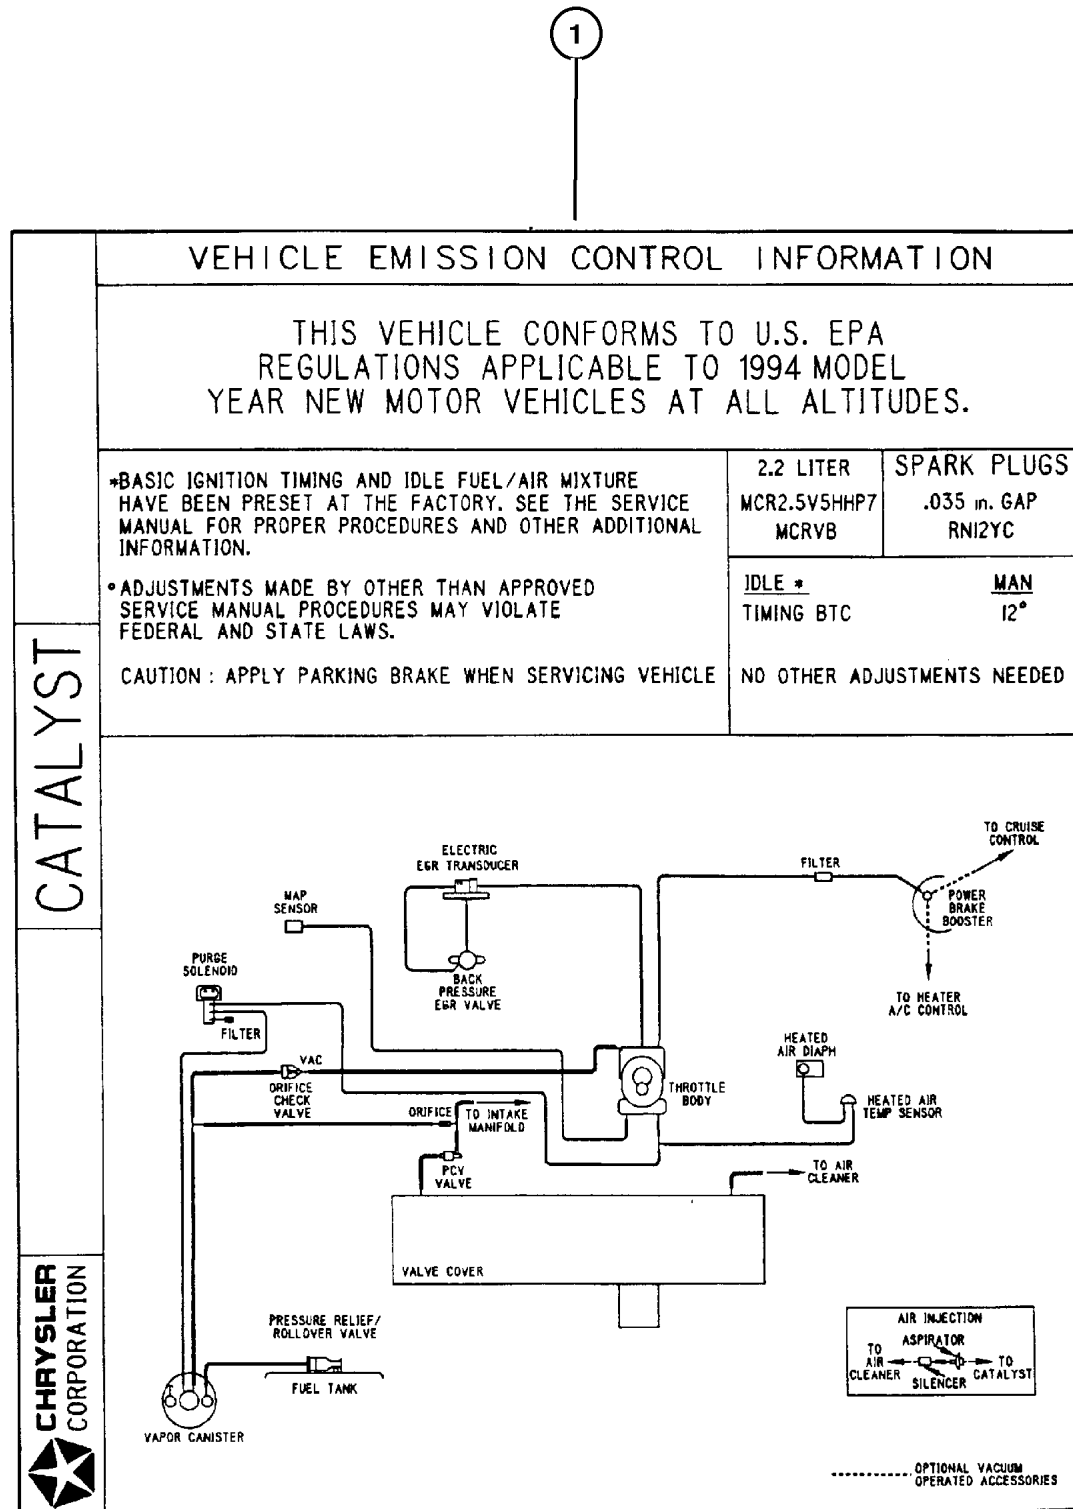 1
VEHICLE EMISSION CONTROL INFORMATION
THIS VEHICLE CONFORMS TO U.S. EPA
REGULATIONS APPLICABLE TO 1994 MODEL
YEAR NEW MOTOR VEHICLES AT ALL ALTITUDES.
*BASIC IGNITION TIMING AND IDLE FUEL/AIR MIXTURE
HAVE BEEN PRESET AT THE FACTORY. SEE THE SERVICE
MANUAL FOR PROPER PROCEDURES AND OTHER ADDITIONAL
INFORMATION.
°ADJUSTMENTS MADE BY OTHER THAN APPROVED
SERVICE MANUAL PROCEDURES MAY VIOLATE
FEDERAL AND STATE LAWS.
CAUTION : APPLY PARKING BRAKE WHEN SERVICING VEHICLE
2.2 LITER
MCR2.5V5HHP7
MCRVB
SPARK PLUGS
.035 in. GAP
RN12YC
IDLE * MAN
TIMING BTC 12°
NO OTHER ADJUSTMENTS NEEDED
CATALYST
CHRYSLER
CORPORATION
TO CRUISE
CONTROL
ELECTRIC
EGR TRANSDUCER
FILTER
MAP
SENSOR
POWER
BRAKE
BOOSTER
PURGE
SOLENOID
BACK
PRESSURE
EGR VALVE
TO HEATER
A/C CONTROL
FILTER
HEATED
AIR DIAPH
VAC
ORIFICE
CHECK
VALVE
THROTTLE
BODY
HEATED AIR
TEMP SENSOR
ORIFICE
TO INTAKE
MANIFOLD
PCV
VALVE
TO AIR
CLEANER
VALVE COVER
PRESSURE RELIEF/
ROLLOVER VALVE
FUEL TANK
VAPOR CANISTER
AIR INJECTION
ASPIRATOR
TO
AIR
CLEANER
SILENCER
TO
CATALYST
OPTIONAL VACUUM
OPERATED ACCESSORIES